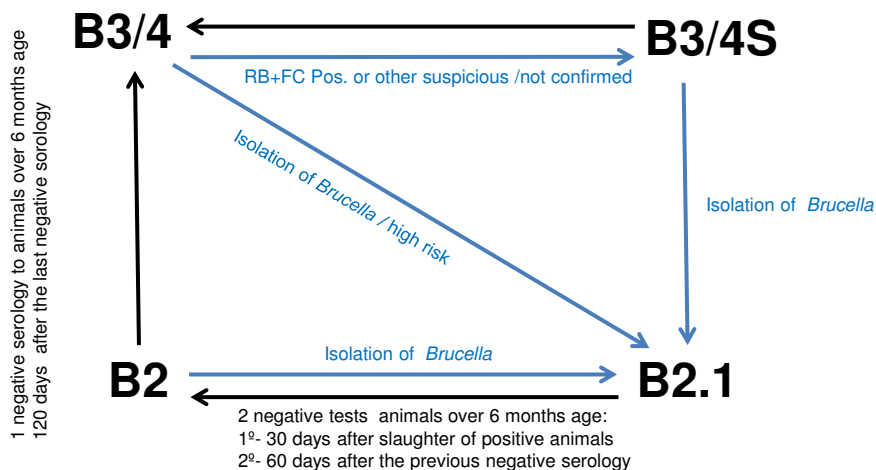 B3/4
B3/4S
RB+FC Pos. or other suspicious /not confirmed
1 negative serology to animals over 6 months age
120 days after the last negative sorology
Isolation of Brucella / high risk
Isolation of Brucella
Isolation of Brucella
B2
B2.1
2 negative tests animals over 6 months age:
1º- 30 days after slaughter of positive animals
2º- 60 days after the previous negative serology